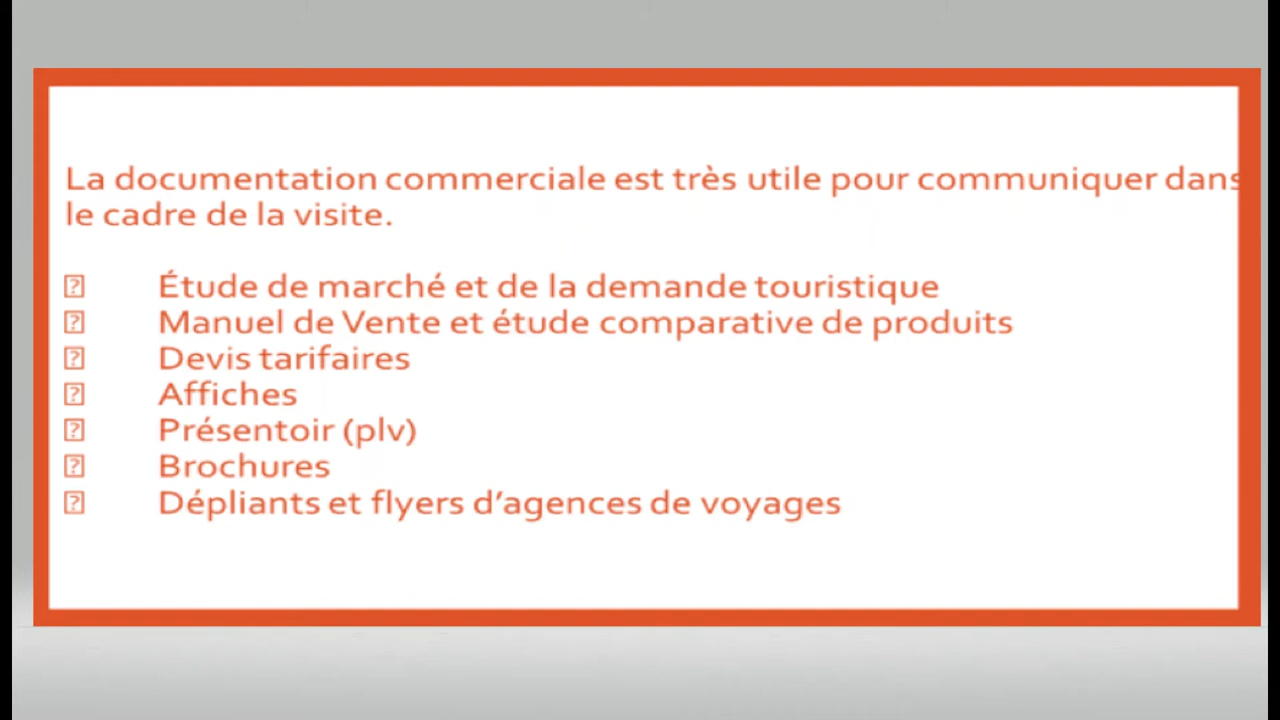 La documentation commerciale est très utile pour communiquer dans
le cadre de la visite.
Étude de marché et de la demande touristique
Manuel de Vente et étude comparative de produits
Devis tarifaires
Affiches
Présentoir (plv)
Brochures
Dépliants et flyers d’agences de voyages